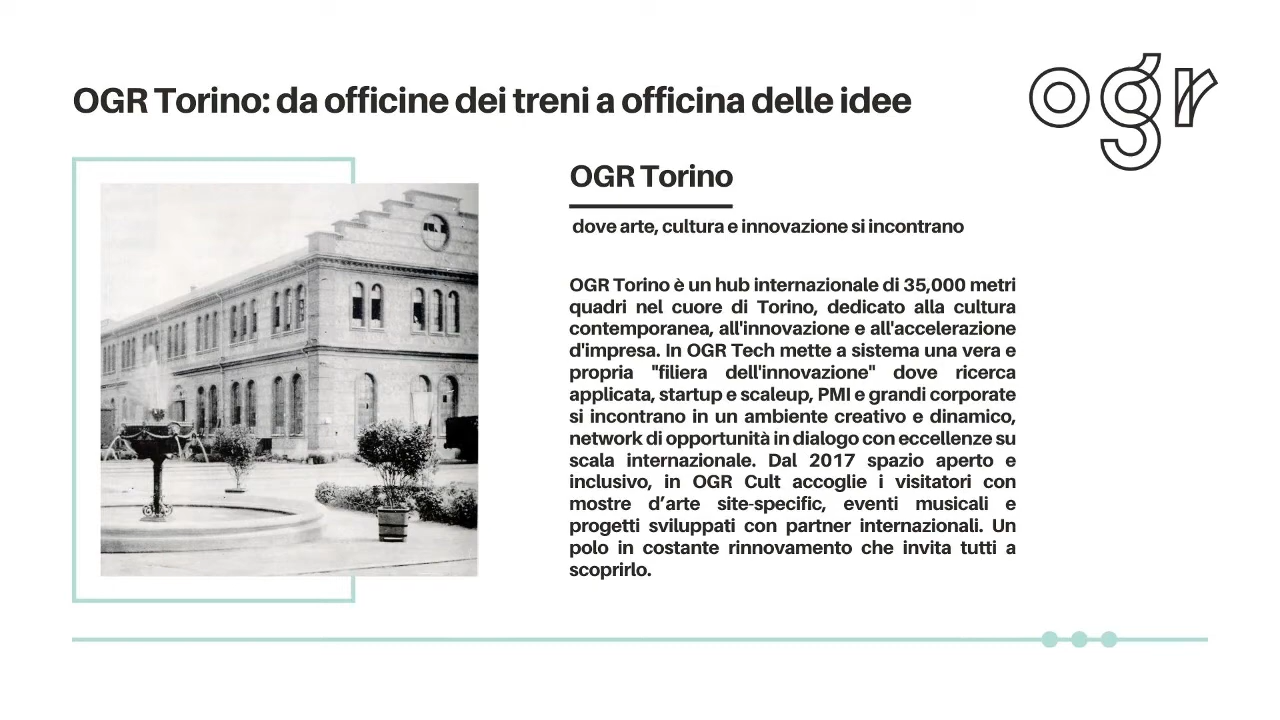 OGR Torino: da officine dei treni a officina delle idee
ogr
OGR Torino
dove arte, cultura e innovazione si incontrano
OGR Torino è un hub internazionale di 35,000 metri
quadri nel cuore di Torino, dedicato alla cultura
contemporanea, all'innovazione e all'accelerazione
d'impresa. In OGR Tech mette a sistema una vera e
propria "filiera dell'innovazione" dove ricerca
applicata, startup e scaleup, PMI e grandi corporate
si incontrano in un ambiente creativo e dinamico,
network di opportunità in dialogo con eccellenze su
scala internazionale. Dal 2017 spazio aperto e
inclusivo, in OGR Cult accoglie i visitatori con
mostre d’arte site-specific, eventi musicali e
progetti sviluppati con partner internazionali. Un
polo in costante rinnovamento che invita tutti a
scoprirlo.